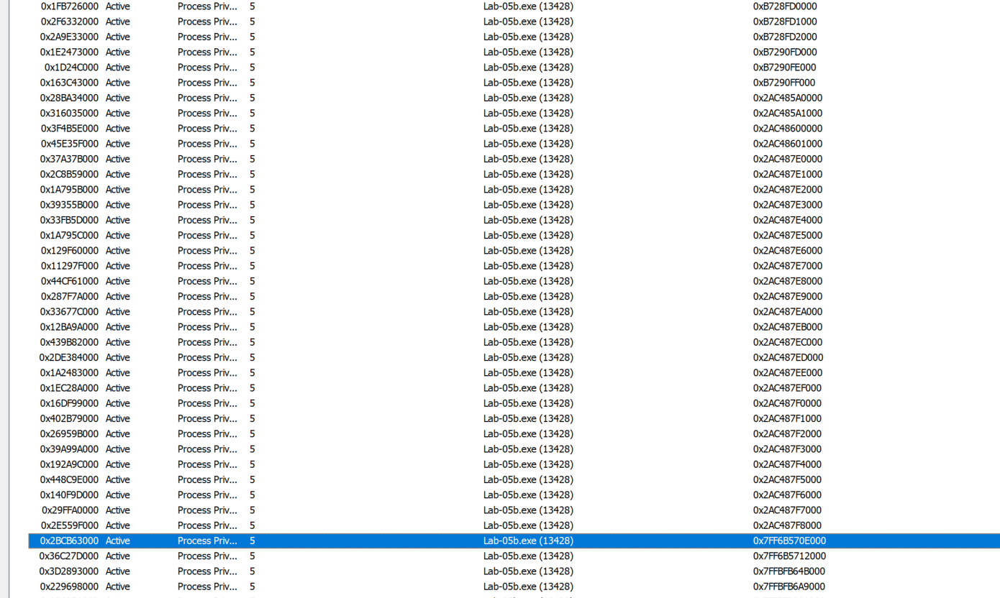 0x1FB726000 Active Process Priv... 5 Lab-05b.exe (13428) 0xB728FD0000
0x2F6332000 Active Process Priv... 5 Lab-05b.exe (13428) 0xB728FD1000
0x2A9E33000 Active Process Priv... 5 Lab-05b.exe (13428) 0xB728FD2000
0x1E2473000 Active Process Priv... 5 Lab-05b.exe (13428) 0xB7290FD000
0x1D24C000 Active Process Priv... 5 Lab-05b.exe (13428) 0xB7290FE000
0x163C43000 Active Process Priv... 5 Lab-05b.exe (13428) 0xB7290FF000
0x28BA34000 Active Process Priv... 5 Lab-05b.exe (13428) 0x2AC485A0000
0x316035000 Active Process Priv... 5 Lab-05b.exe (13428) 0x2AC485A1000
0x3F4B5E000 Active Process Priv... 5 Lab-05b.exe (13428) 0x2AC48600000
0x45E35F000 Active Process Priv... 5 Lab-05b.exe (13428) 0x2AC48601000
0x37A37B000 Active Process Priv... 5 Lab-05b.exe (13428) 0x2AC487E0000
0x2C8B59000 Active Process Priv... 5 Lab-05b.exe (13428) 0x2AC487E1000
0x1A795B000 Active Process Priv... 5 Lab-05b.exe (13428) 0x2AC487E2000
0x39355B000 Active Process Priv... 5 Lab-05b.exe (13428) 0x2AC487E3000
0x33FB5D000 Active Process Priv... 5 Lab-05b.exe (13428) 0x2AC487E4000
0x1A795C000 Active Process Priv... 5 Lab-05b.exe (13428) 0x2AC487E5000
0x129F60000 Active Process Priv... 5 Lab-05b.exe (13428) 0x2AC487E6000
0x11297F000 Active Process Priv... 5 Lab-05b.exe (13428) 0x2AC487E7000
0x44CF61000 Active Process Priv... 5 Lab-05b.exe (13428) 0x2AC487E8000
0x287F7A000 Active Process Priv... 5 Lab-05b.exe (13428) 0x2AC487E9000
0x33677C000 Active Process Priv... 5 Lab-05b.exe (13428) 0x2AC487EA000
0x12BA9A000 Active Process Priv... 5 Lab-05b.exe (13428) 0x2AC487EB000
0x439B82000 Active Process Priv... 5 Lab-05b.exe (13428) 0x2AC487EC000
0x2DE384000 Active Process Priv... 5 Lab-05b.exe (13428) 0x2AC487ED000
0x1A2483000 Active Process Priv... 5 Lab-05b.exe (13428) 0x2AC487EE000
0x1EC28A000 Active Process Priv... 5 Lab-05b.exe (13428) 0x2AC487EF000
0x16DF99000 Active Process Priv... 5 Lab-05b.exe (13428) 0x2AC487F0000
0x402B79000 Active Process Priv... 5 Lab-05b.exe (13428) 0x2AC487F1000
0x26959B000 Active Process Priv... 5 Lab-05b.exe (13428) 0x2AC487F2000
0x39A99A000 Active Process Priv... 5 Lab-05b.exe (13428) 0x2AC487F3000
0x192A9C000 Active Process Priv... 5 Lab-05b.exe (13428) 0x2AC487F4000
0x448C9E000 Active Process Priv... 5 Lab-05b.exe (13428) 0x2AC487F5000
0x140F9D000 Active Process Priv... 5 Lab-05b.exe (13428) 0x2AC487F6000
0x29FFA0000 Active Process Priv... 5 Lab-05b.exe (13428) 0x2AC487F7000
0x2E559F000 Active Process Priv... 5 Lab-05b.exe (13428) 0x2AC487F8000
0x2BCB63000 Active Process Priv... 5 Lab-05b.exe (13428) 0x7FF6B570E000
0x36C27D000 Active Process Priv... 5 Lab-05b.exe (13428) 0x7FF6B5712000
0x3D2893000 Active Process Priv... 5 Lab-05b.exe (13428) 0x7FFBFB64B000
0x229698000 Active Process Priv... 5 Lab-05b.exe (13428) 0x7FFBFB6A9000